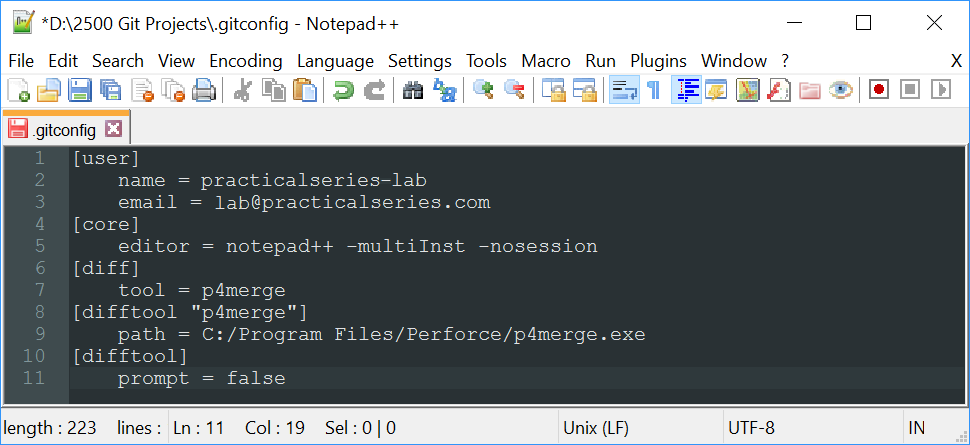 *D:\2500 Git Projects\.gitconfig - Notepad++
File Edit Search View Encoding Language Settings Tools Macro Run Plugins Window ? X
.gitconfig
1 [user]
2     name = practicalseries-lab
3     email = lab@practicalseries.com
4 [core]
5     editor = notepad++ -multiInst -nosession
6 [diff]
7     tool = p4merge
8 [difftool "p4merge"]
9     path = C:/Program Files/Perforce/p4merge.exe
10 [difftool]
11     prompt = false
length : 223 lines : Ln : 11 Col : 19 Sel : 0 | 0 Unix (LF) UTF-8 IN